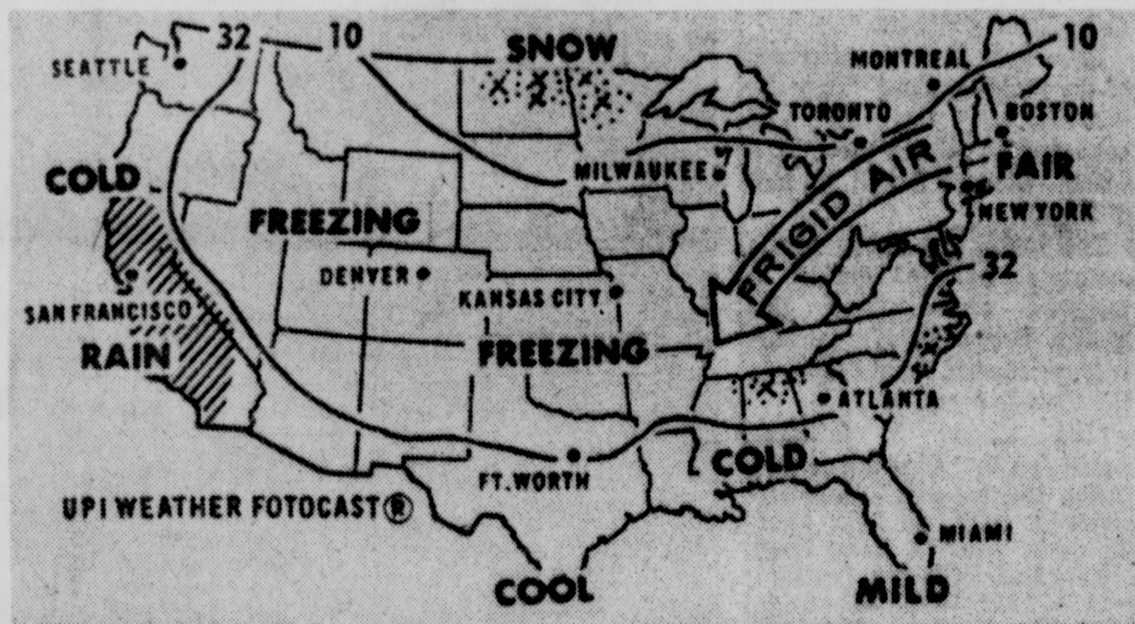 32
10
SNOW
10
SEATTLE
MONTREAL
TORONTO
BOSTON
COLD
MILWAUKEE
FRIGID AIR
FAIR
FREEZING
NEW YORK
DENVER
KANSAS CITY
32
SAN FRANCISCO
RAIN
FREEZING
ATLANTA
COLD
FT. WORTH
UPI WEATHER FOTOCAST®
MIAMI
COOL
MILD